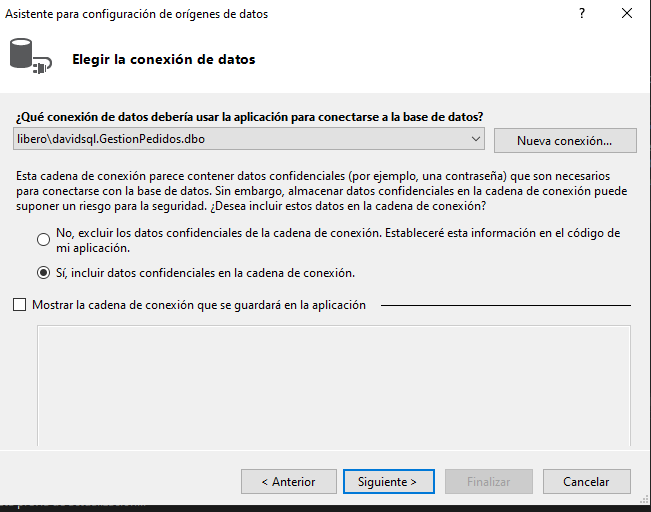 Asistente para configuración de orígenes de datos
?
Elegir la conexión de datos
¿Qué conexión de datos debería usar la aplicación para conectarse a la base de datos?
libero\davidsql.GestionPedidos.dbo
Nueva conexión...
Esta cadena de conexión parece contener datos confidenciales (por ejemplo, una contraseña) que son necesarios
para conectarse con la base de datos. Sin embargo, almacenar datos confidenciales en la cadena de conexión puede
suponer un riesgo para la seguridad. ¿Desea incluir estos datos en la cadena de conexión?
No, excluir los datos confidenciales de la cadena de conexión. Estableceré esta información en el código de
mi aplicación.
Sí, incluir datos confidenciales en la cadena de conexión.
Mostrar la cadena de conexión que se guardará en la aplicación
< Anterior
Siguiente >
Finalizar
Cancelar